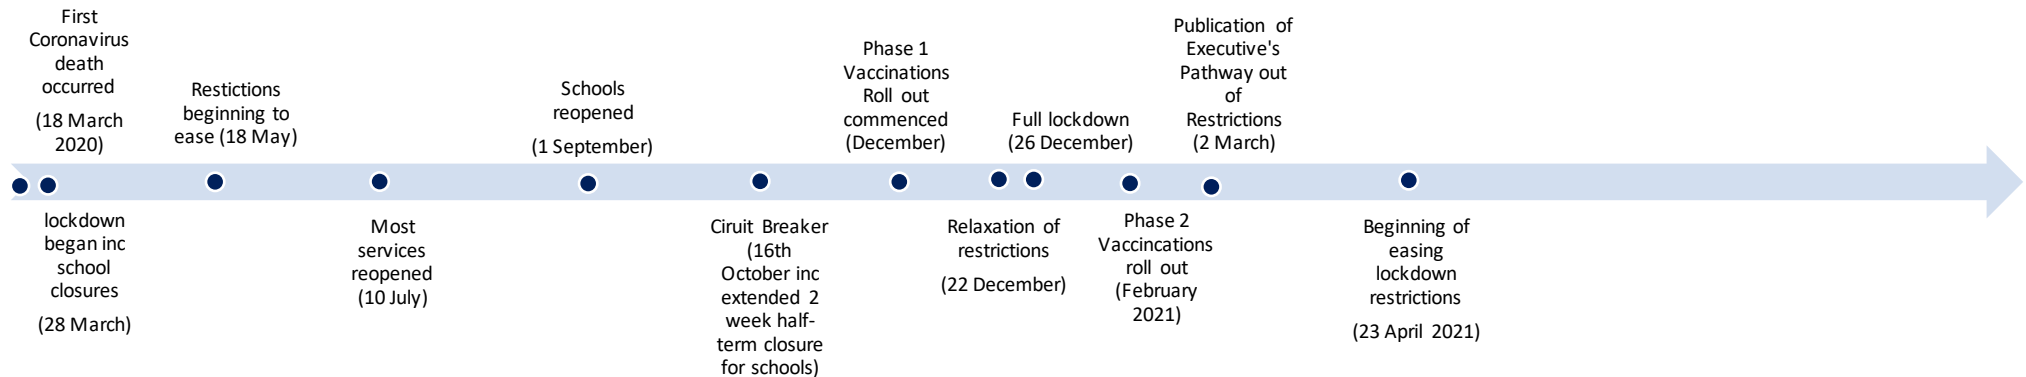 First
Coronavirus
death
occurred
(18 March
2020)
lockdown
began inc
school
closures
(28 March)
Restictions
beginning to
ease (18 May)
Most
services
reopened
(10 July)
Schools
reopened
(1 September)
Ciruit Breaker
(16th
October inc
extended 2
week half-
term closure
for schools)
Phase 1
Vaccinations
Roll out
commenced
(December)
Relaxation of
restrictions
(22 December)
Full lockdown
(26 December)
Phase 2
Vaccincations
roll out
(February
2021)
Publication of
Executive's
Pathway out
of
Restrictions
(2 March)
Beginning of
easing
lockdown
restrictions
(23 April 2021)